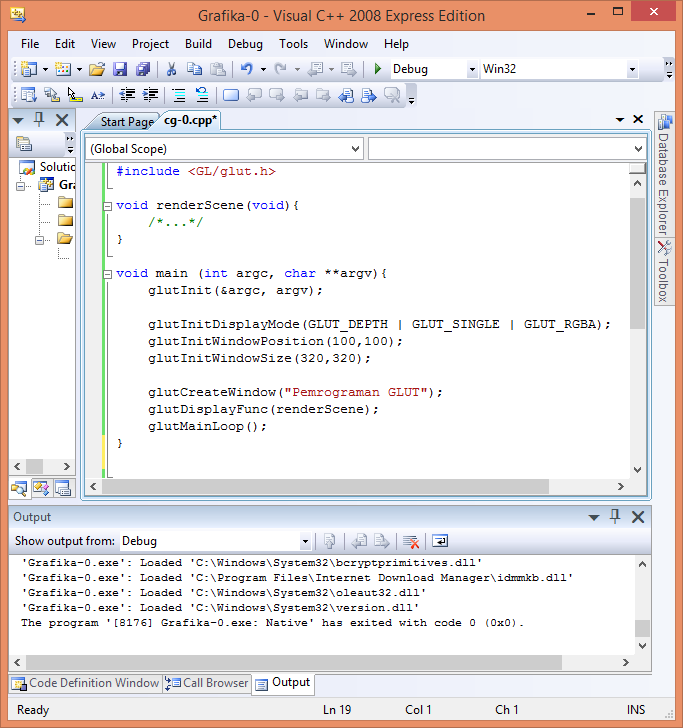 Grafika-0 - Visual C++ 2008 Express Edition
File Edit View Project Build Debug Tools Window Help
Debug Win32
Start Page cg-0.cpp*
(Global Scope)
Solutio
Gra
#include <GL/glut.h>
void renderScene(void){
/*...*/
}
void main (int argc, char **argv){
glutInit(&argc, argv);
glutInitDisplayMode(GLUT_DEPTH | GLUT_SINGLE | GLUT_RGBA);
glutInitWindowPosition(100,100);
glutInitWindowSize(320,320);
glutCreateWindow("Pemrograman GLUT");
glutDisplayFunc(renderScene);
glutMainLoop();
}
Database Explorer
Toolbox
Output
Show output from: Debug
'Grafika-0.exe': Loaded 'C:\Windows\System32\bcryptprimitives.dll'
'Grafika-0.exe': Loaded 'C:\Program Files\Internet Download Manager\idmmkb.dll'
'Grafika-0.exe': Loaded 'C:\Windows\System32\oleaut32.dll'
'Grafika-0.exe': Loaded 'C:\Windows\System32\version.dll'
The program '[8176] Grafika-0.exe: Native' has exited with code 0 (0x0).
Code Definition Window Call Browser Output
Ready Ln 19 Col 1 Ch 1 INS